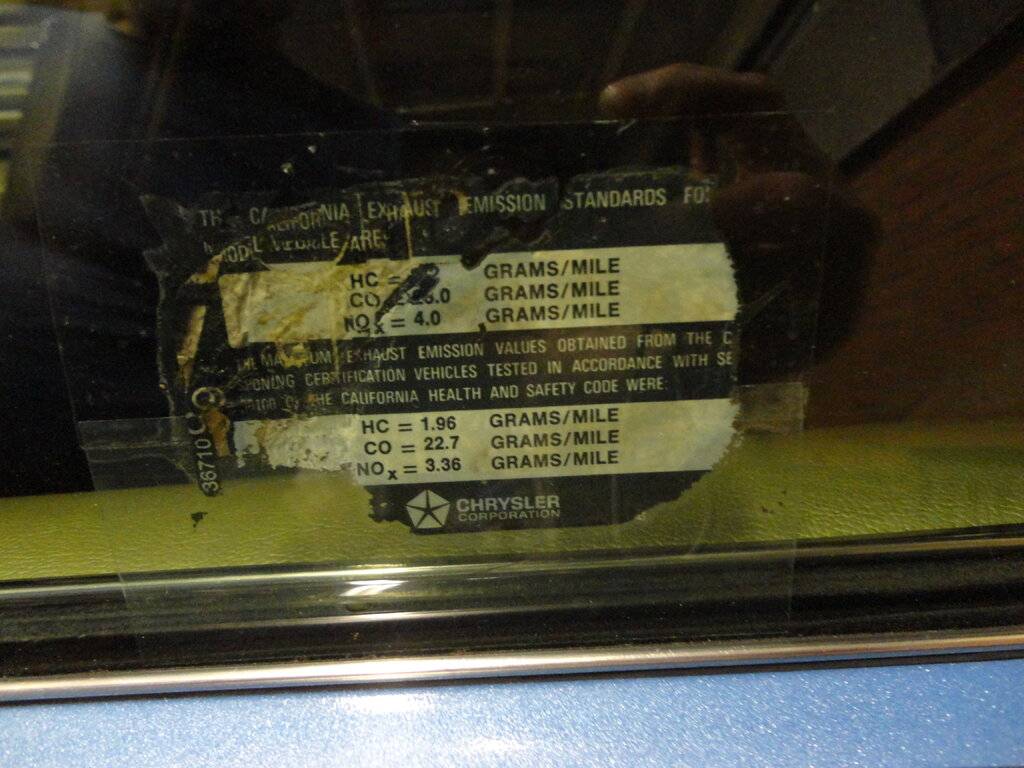 EXHAUST EMISSION STANDARDS
ARE
HC = GRAMS/MILE
CO = GRAMS/MILE
NOx = 4.0 GRAMS/MILE
EXHAUST EMISSION VALUES OBTAINED FROM THE C
CERTIFICATION VEHICLES TESTED IN ACCORDANCE WITH SE
THE CALIFORNIA HEALTH AND SAFETY CODE WERE:
HC = 1.96 GRAMS/MILE
CO = 22.7 GRAMS/MILE
NOx = 3.36 GRAMS/MILE
36710
CHRYSLER
CORPORATION